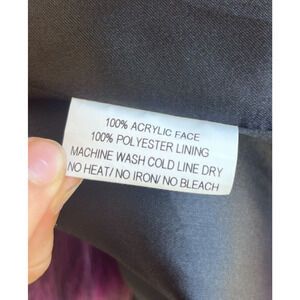 100% ACRYLIC FACE
100% POLYESTER LINING
MACHINE WASH COLD LINE DRY
NO HEAT/ NO IRON/ NO BLEACH